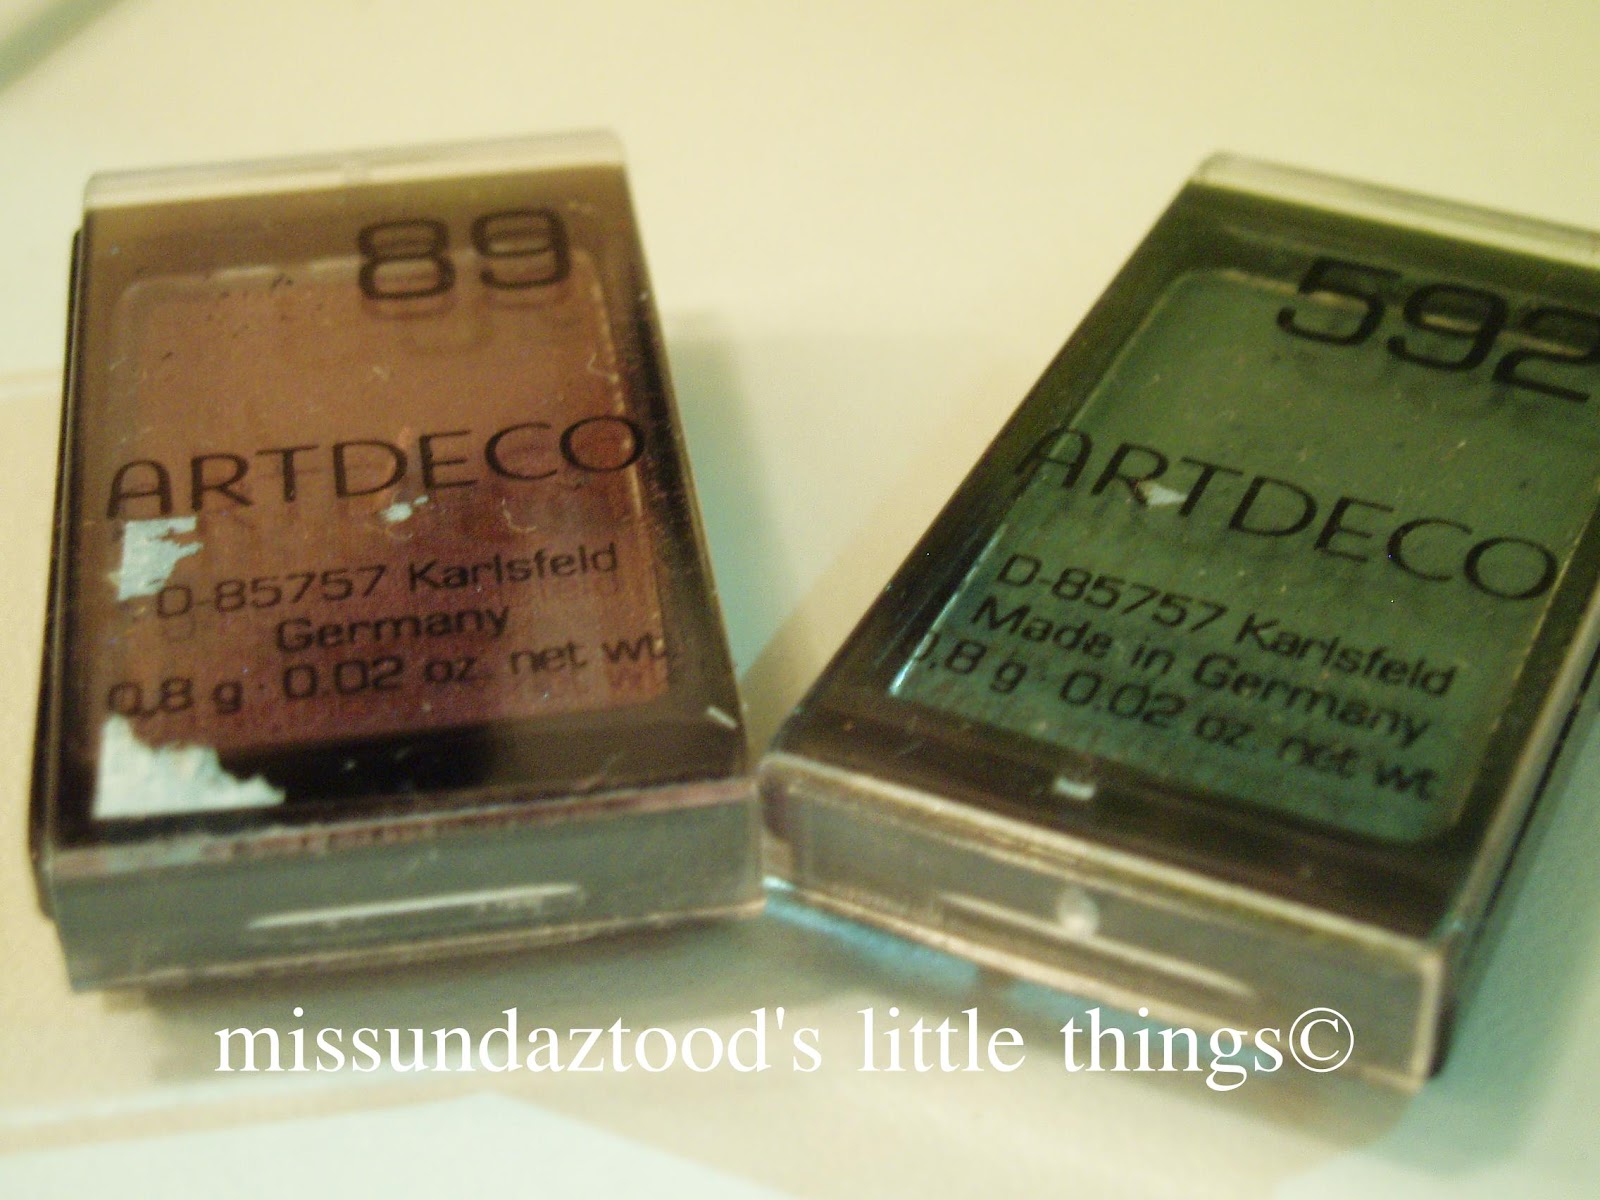 89
ARTDECO
D-85757 Karlsfeld
Germany
0,8 g · 0.02 oz. net wt.
592
ARTDECO
D-85757 Karlsfeld
Made in Germany
0,8 g · 0.02 oz. net wt.
missundaztood's little things©